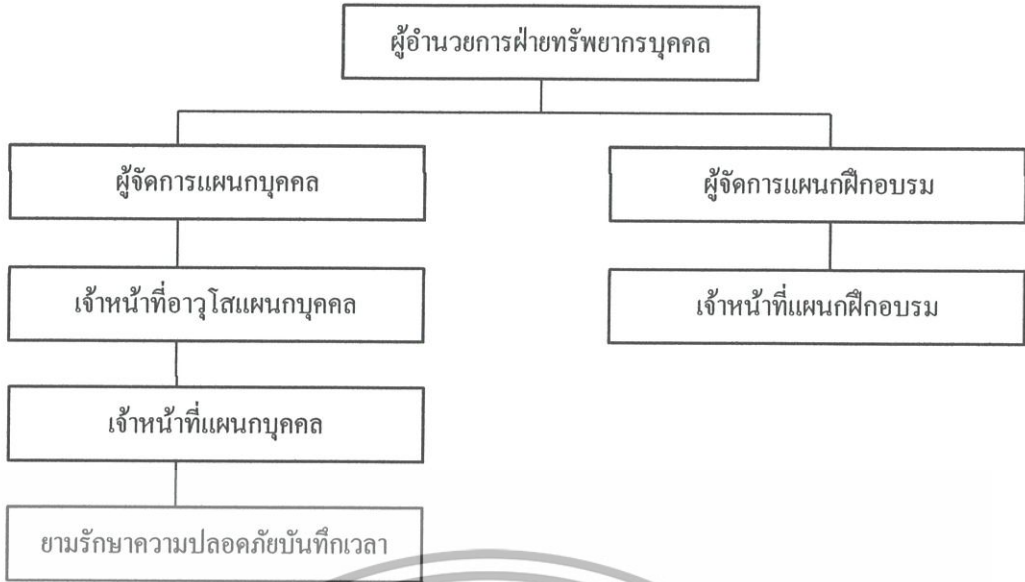 ผู้อำนวยการฝ่ายทรัพยากรบุคคล
ผู้จัดการแผนกบุคคล
ผู้จัดการแผนกฝึกอบรม
เจ้าหน้าที่อาวุโสแผนกบุคคล
เจ้าหน้าที่แผนกฝึกอบรม
เจ้าหน้าที่แผนกบุคคล
ยามรักษาความปลอดภัยบันทึกเวลา